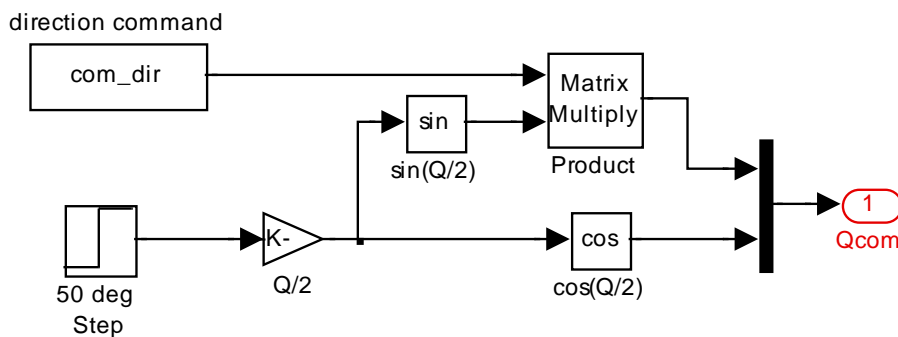 direction command
com_dir
Matrix
Multiply
Product
sin
sin(Q/2)
1
Qcom
K-
Q/2
cos
cos(Q/2)
50 deg
Step